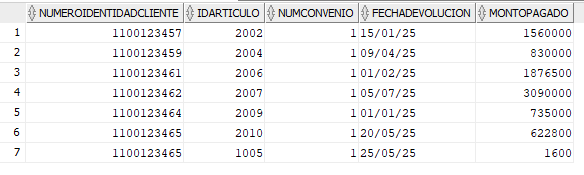 NUMEROIDENTIDADCLIENTE IDARTICULO NUMCONVENIO FECHADEVOLUCION MONTOPAGADO
1 1100123457 2002 1 15/01/25 1560000
2 1100123459 2004 1 09/04/25 830000
3 1100123461 2006 1 01/02/25 1876500
4 1100123462 2007 1 05/07/25 3090000
5 1100123464 2009 1 01/01/25 735000
6 1100123465 2010 1 20/05/25 622800
7 1100123465 1005 1 25/05/25 1600